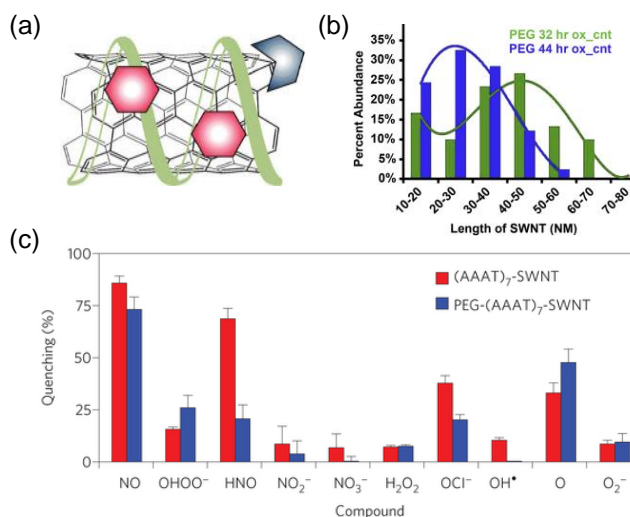 (a)
(b)
PEG 32 hr ox_cnt
PEG 44 hr ox_cnt
Percent Abundance
35%
30%
25%
20%
15%
10%
5%
0%
10-20
20-30
30-40
40-50
50-60
60-70
70-80
Length of SWNT (NM)
(c)
Quenching (%)
100
75
50
25
0
(AAAT)₇-SWNT
PEG-(AAAT)₇-SWNT
NO
OHOO⁻
HNO
NO₂⁻
NO₃⁻
H₂O₂
OCI⁻
OH•
O
O₂⁻
Compound